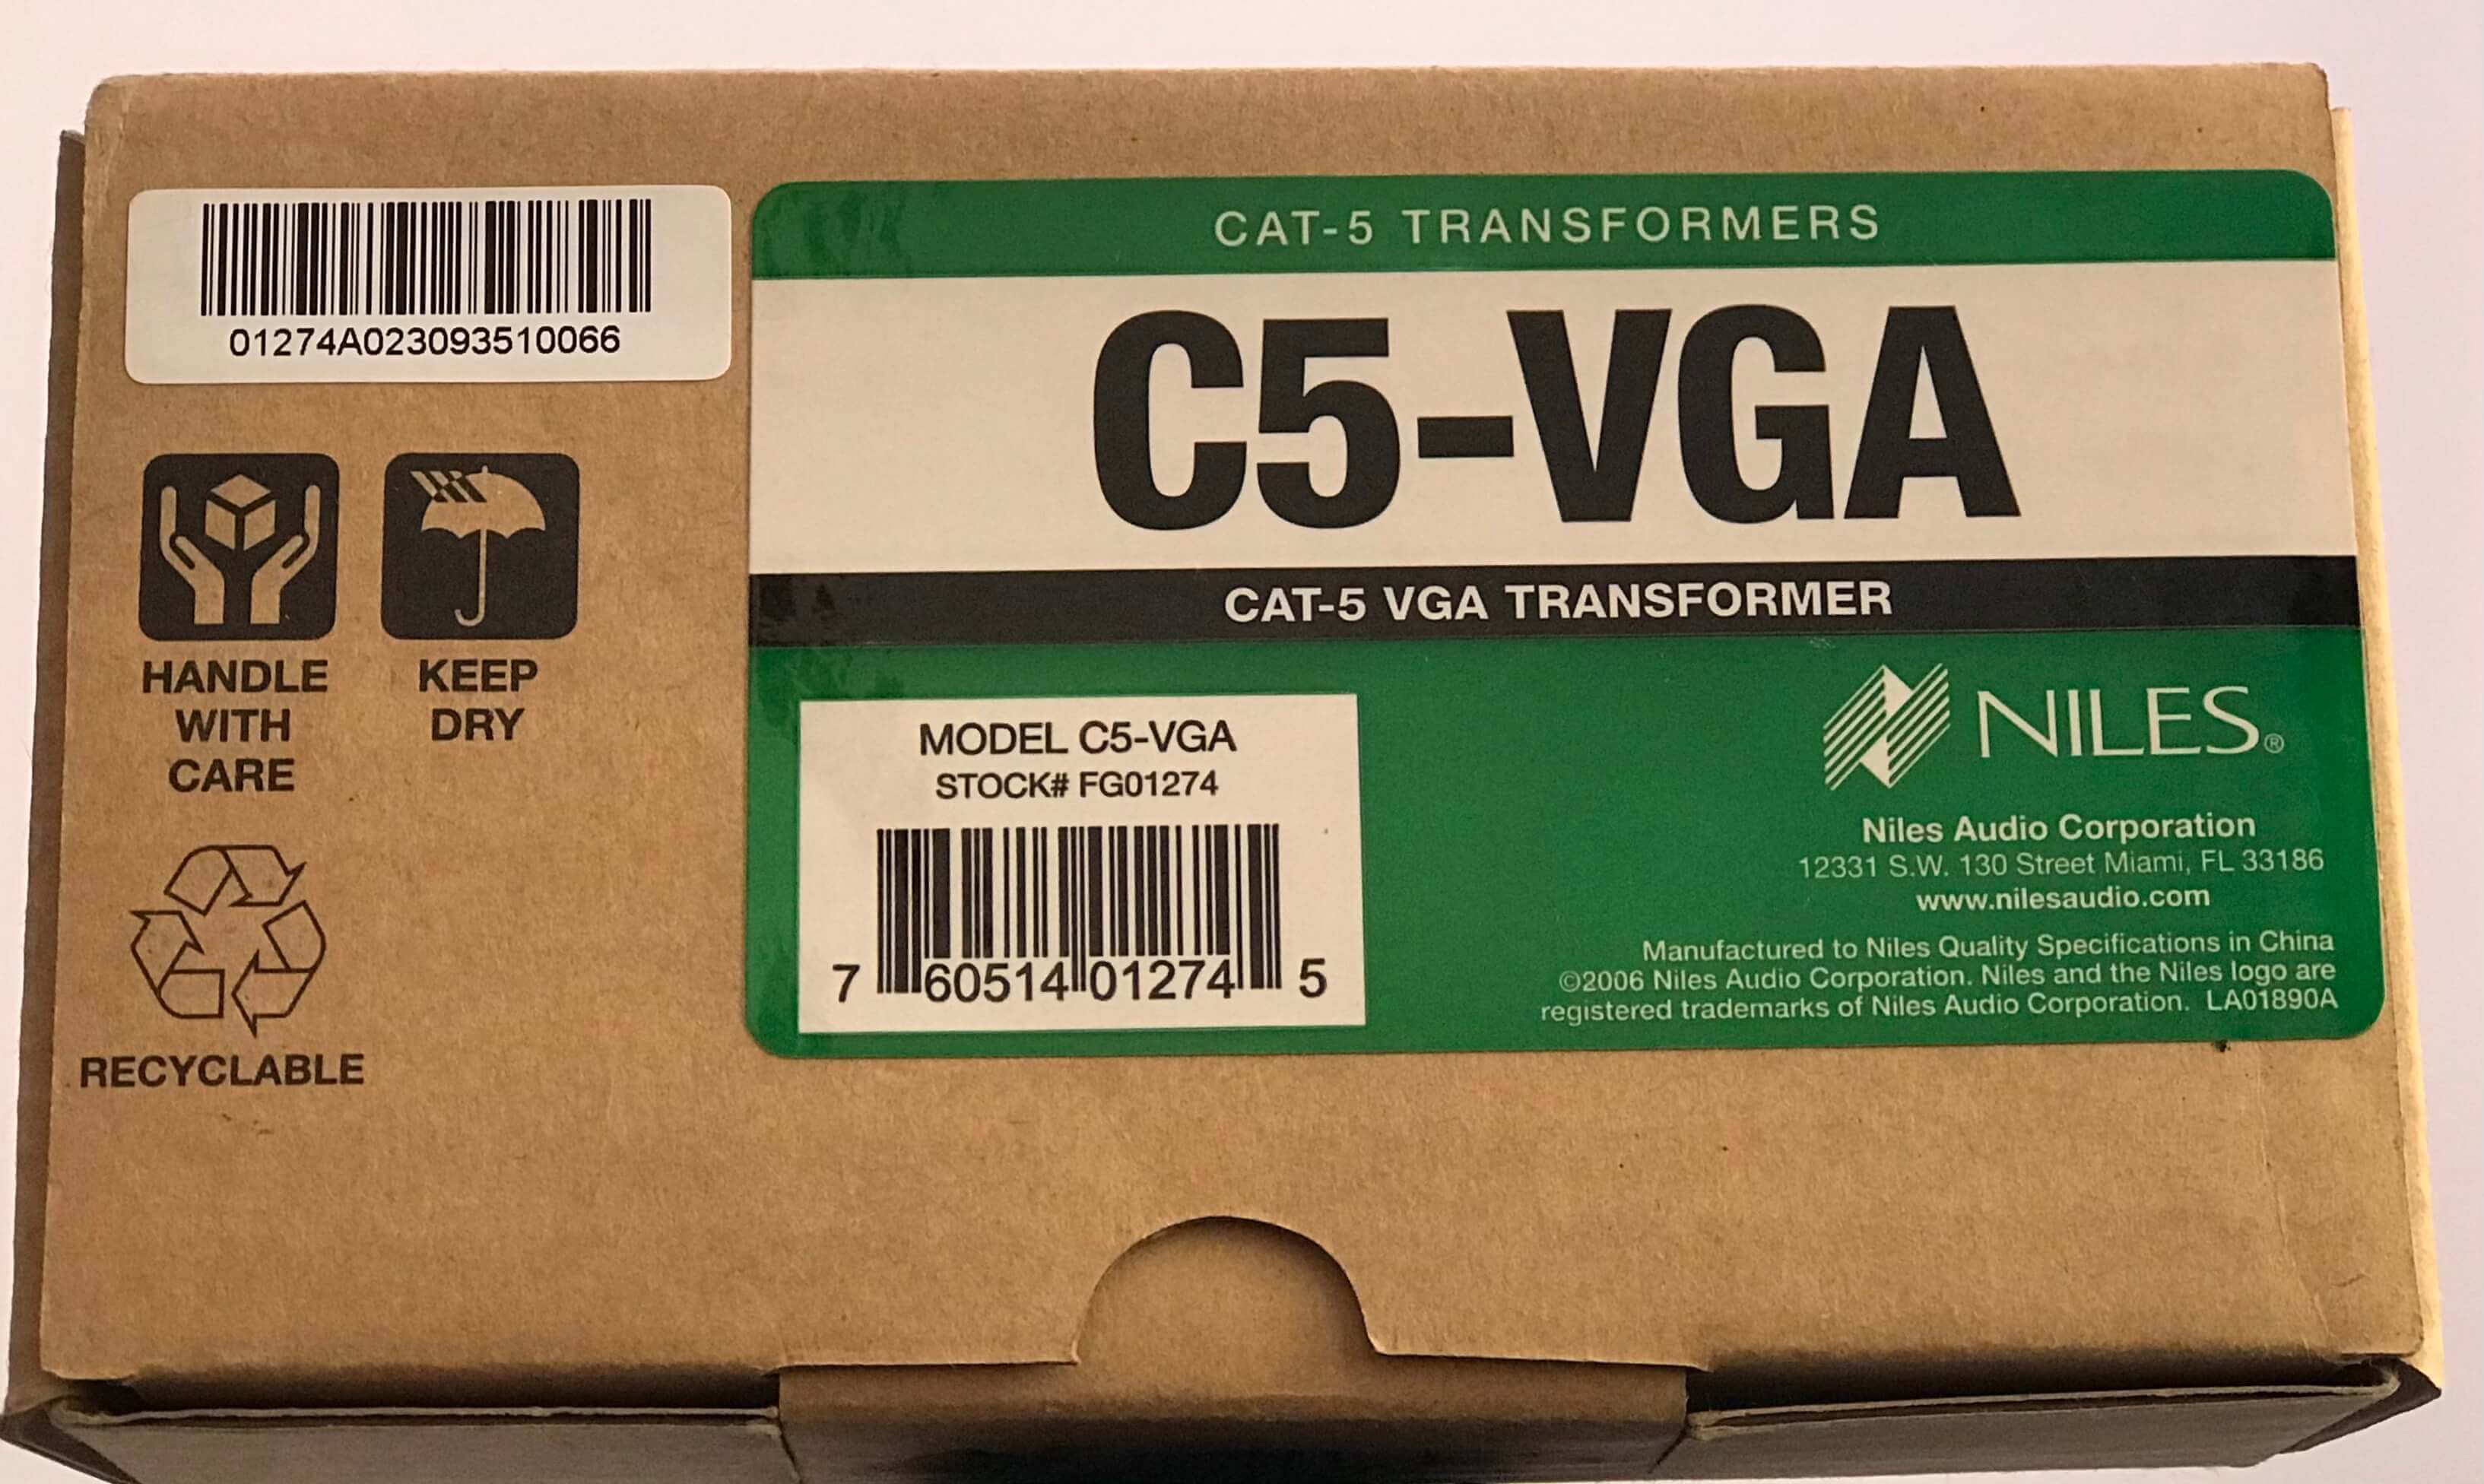 01274A023093510066
HANDLE
WITH
CARE
KEEP
DRY
RECYCLABLE
CAT-5 TRANSFORMERS
C5-VGA
CAT-5 VGA TRANSFORMER
MODEL C5-VGA
STOCK# FG01274
7 60514 01274 5
NILES®
Niles Audio Corporation
12331 S.W. 130 Street Miami, FL 33186
www.nilesaudio.com
Manufactured to Niles Quality Specifications in China
©2006 Niles Audio Corporation. Niles and the Niles logo are
registered trademarks of Niles Audio Corporation. LA01890A